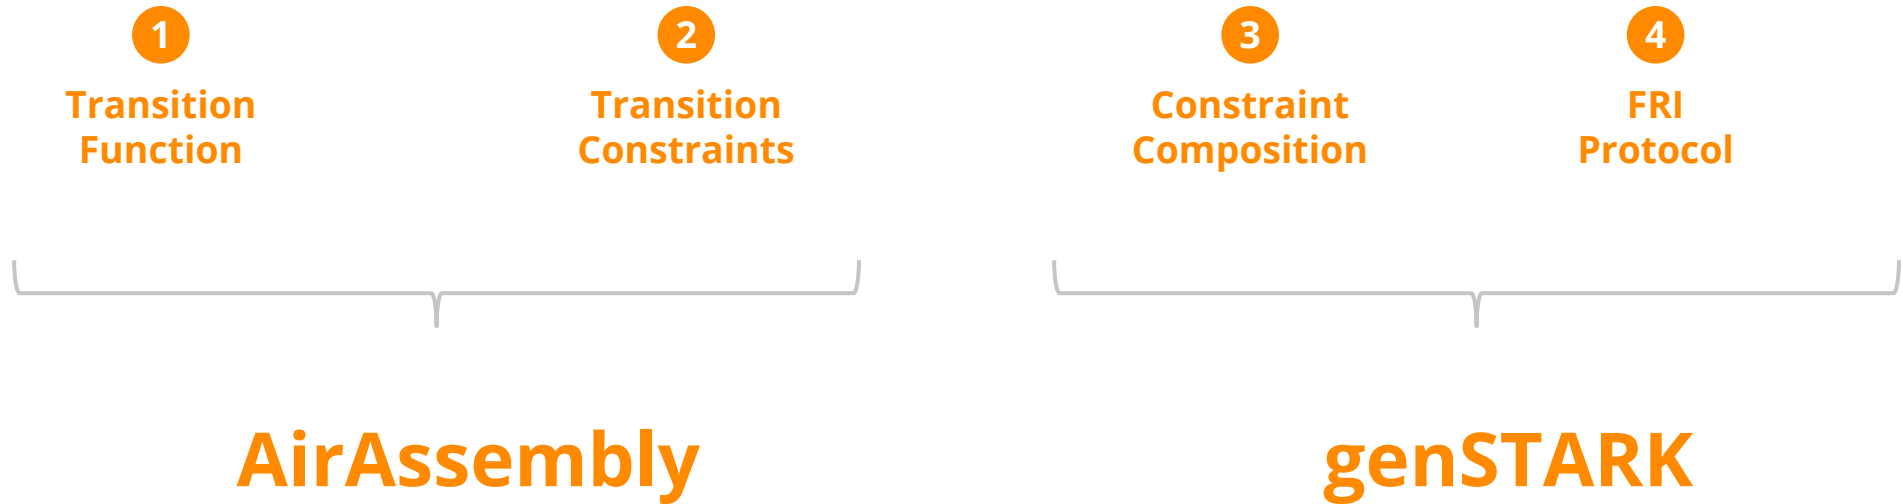 1
Transition
Function
2
Transition
Constraints
3
Constraint
Composition
4
FRI
Protocol
AirAssembly
genSTARK